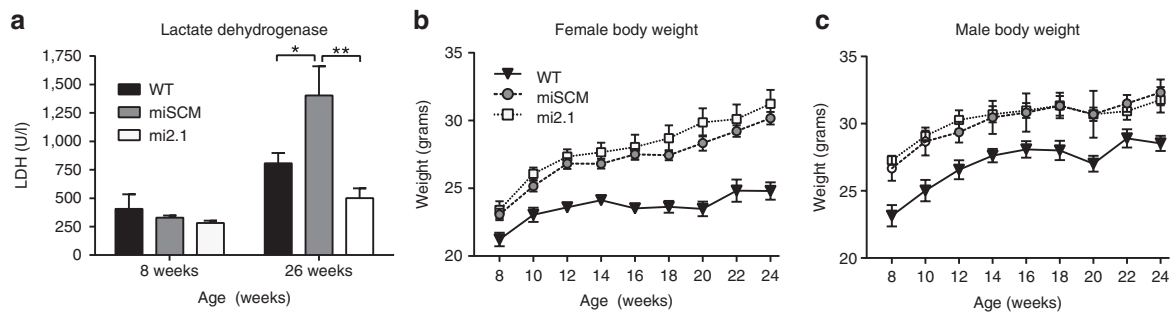 a
Lactate dehydrogenase
1,750
1,500
1,250
1,000
750
500
250
0
LDH (U/l)
* **
WT
miSCM
mi2.1
8 weeks 26 weeks
Age (weeks)
b
Female body weight
35
30
25
20
Weight (grams)
WT
miSCM
mi2.1
8 10 12 14 16 18 20 22 24
Age (weeks)
c
Male body weight
35
30
25
20
Weight (grams)
8 10 12 14 16 18 20 22 24
Age (weeks)